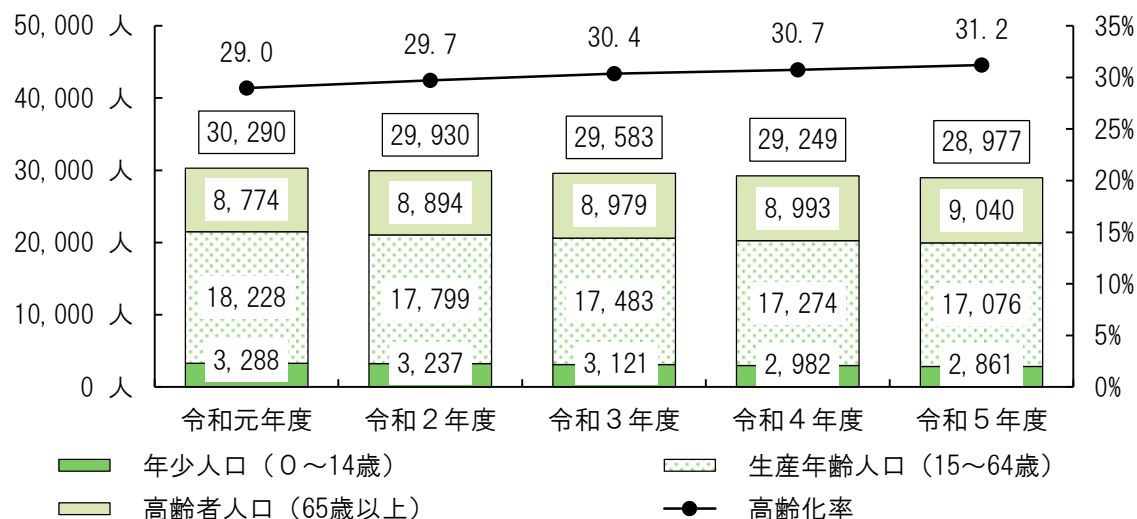 50,000 人 35%
29.0 29.7 30.4 30.7 31.2
40,000 人 30%
30,290 29,930 29,583 29,249 28,977
25%
30,000 人 20%
8,774 8,894 8,979 8,993 9,040
20,000 人 15%
18,228 17,799 17,483 17,274 17,076
10,000 人 10%
5%
3,288 3,237 3,121 2,982 2,861
0 人 0%
令和元年度 令和２年度 令和３年度 令和４年度 令和５年度
年少人口（０～14歳） 生産年齢人口（15～64歳）
高齢者人口（65歳以上） 高齢化率